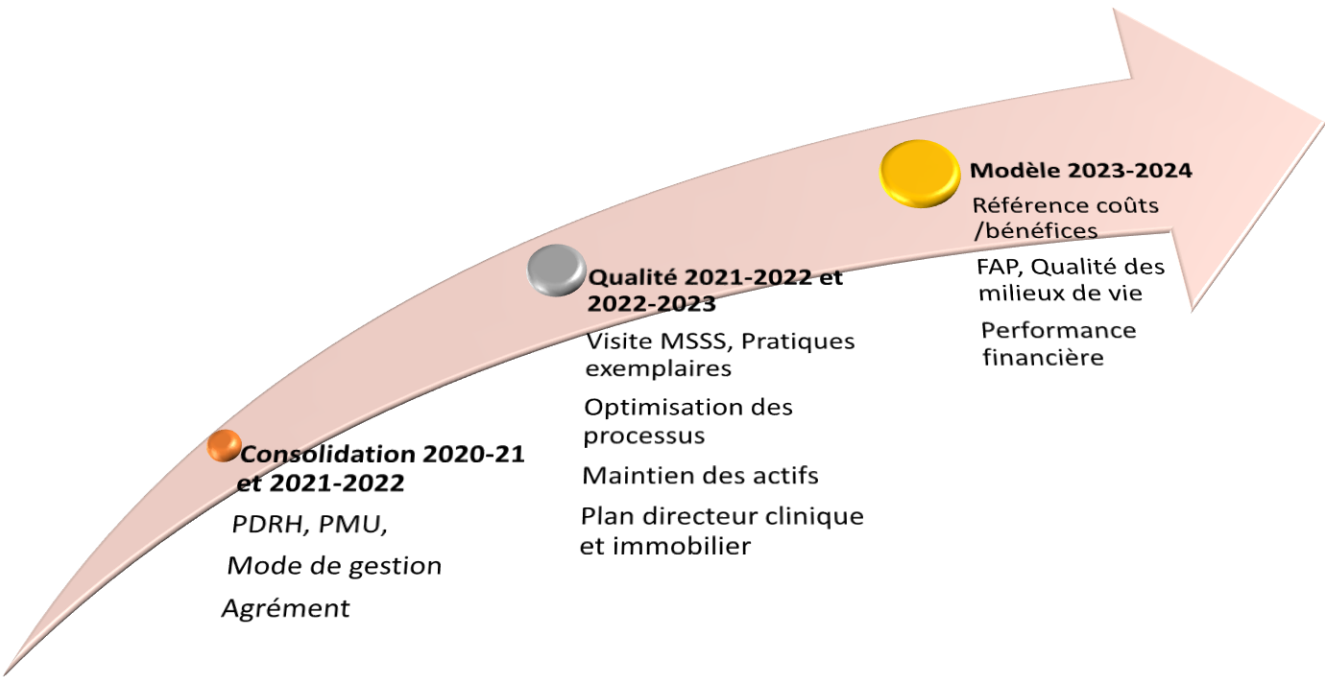 Consolidation 2020-21
et 2021-2022
PDRH, PMU,
Mode de gestion
Agrément
Qualité 2021-2022 et
2022-2023
Visite MSSS, Pratiques
exemplaires
Optimisation des
processus
Maintien des actifs
Plan directeur clinique
et immobilier
Modèle 2023-2024
Référence coûts
/bénéfices
FAP, Qualité des
milieux de vie
Performance
financière